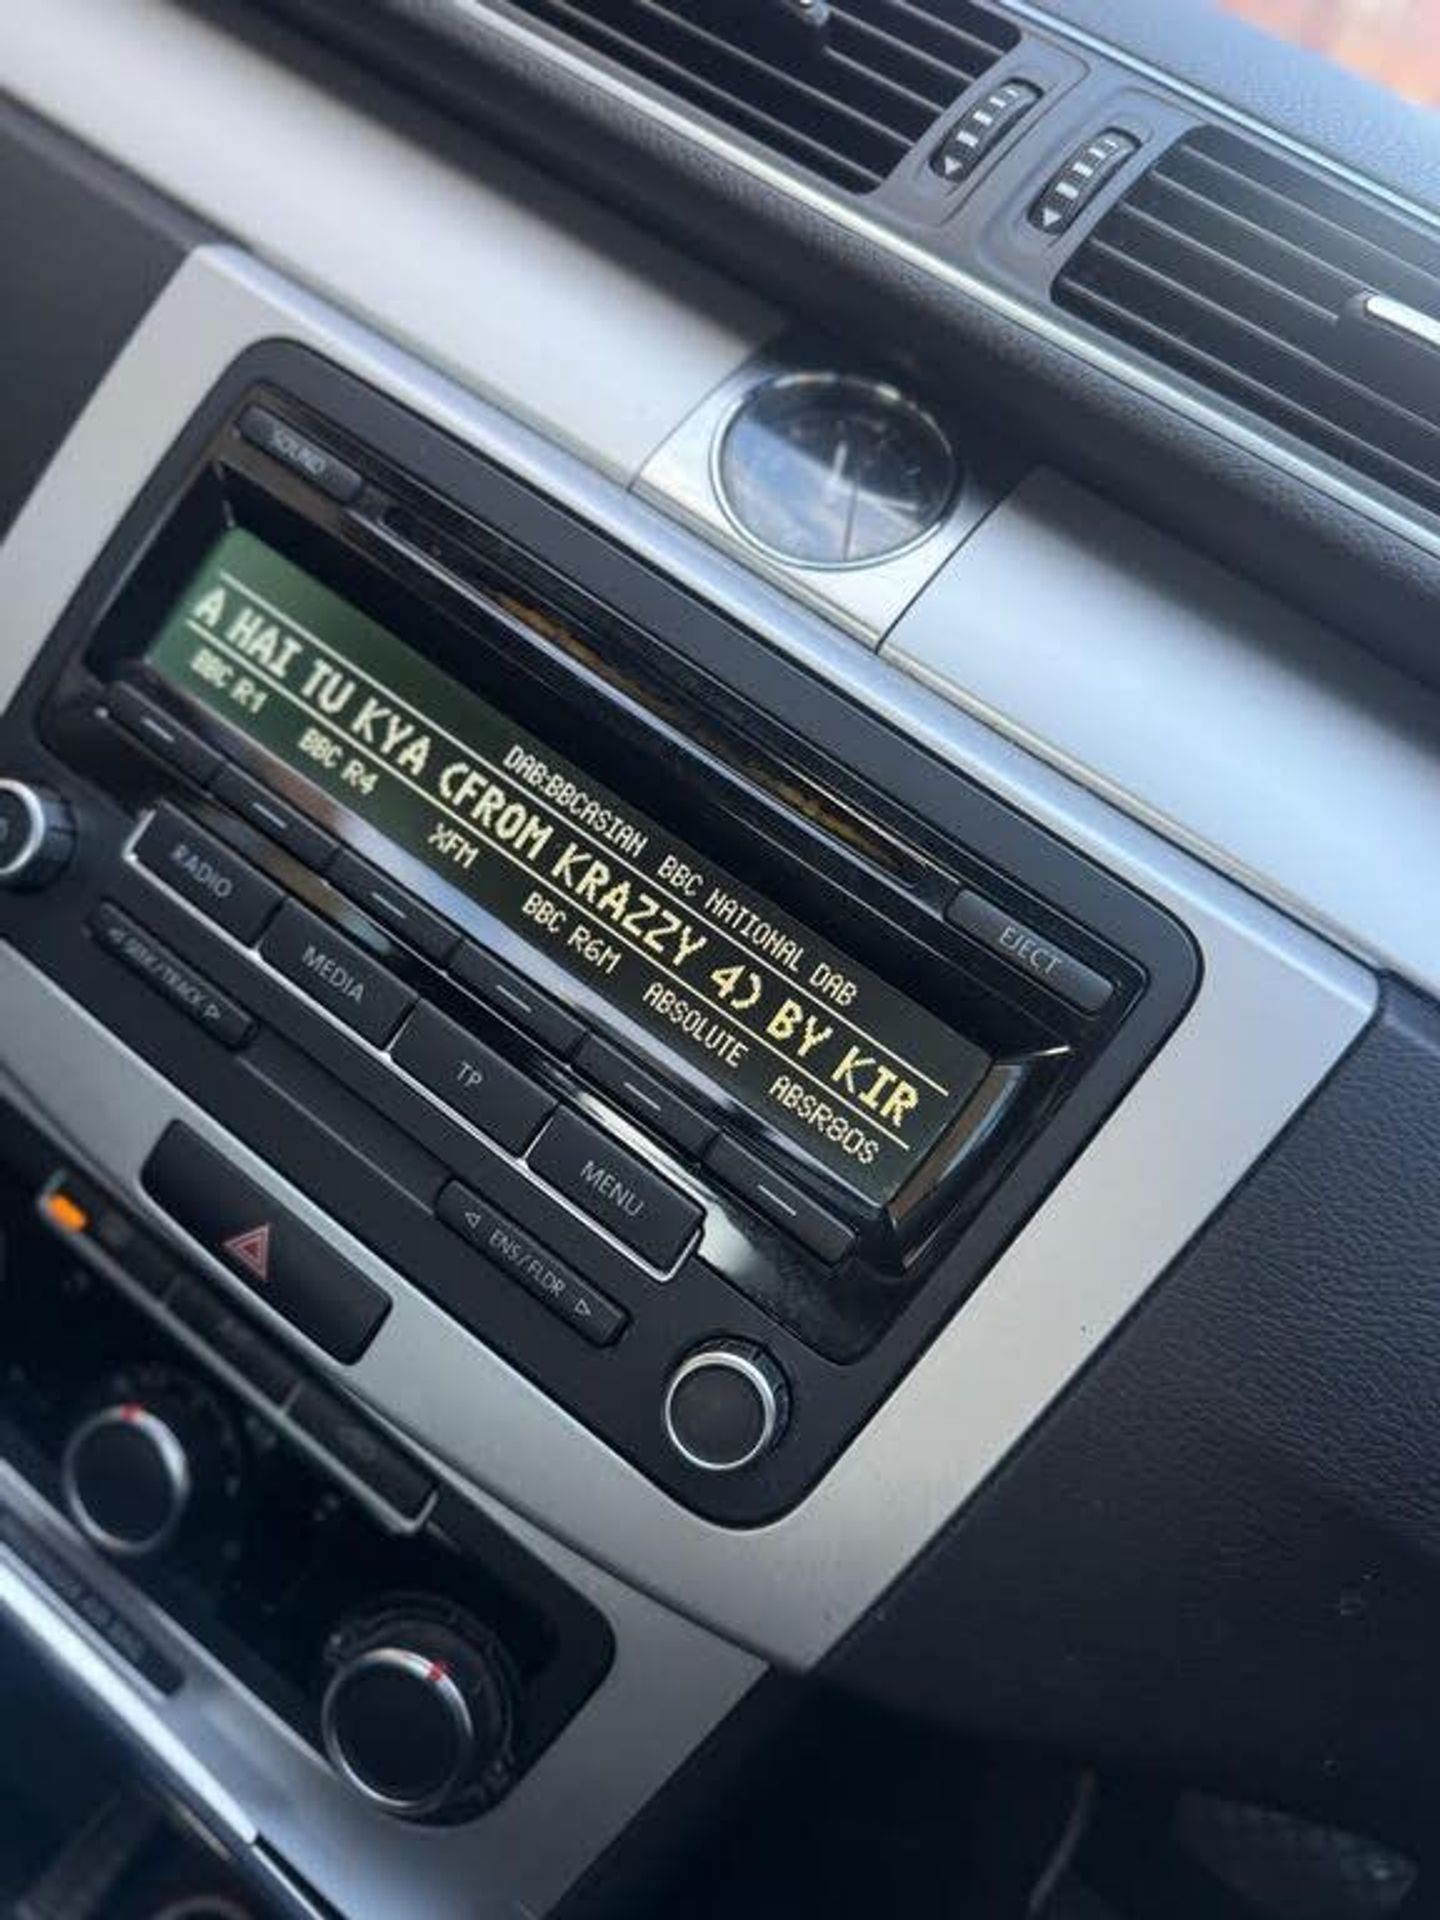 SOUND
EJECT
DAB:BBCASIAN BBC NATIONAL DAB
A HAI TU KYA (FROM KRAZZY 4) BY KIR
BBC R1 BBC R4 XFM BBC R6M ABSOLUTE ABSR80S
RADIO MEDIA TP MENU
◁ SEEK/TRACK ▷
◁ ENS/FLDR ▷